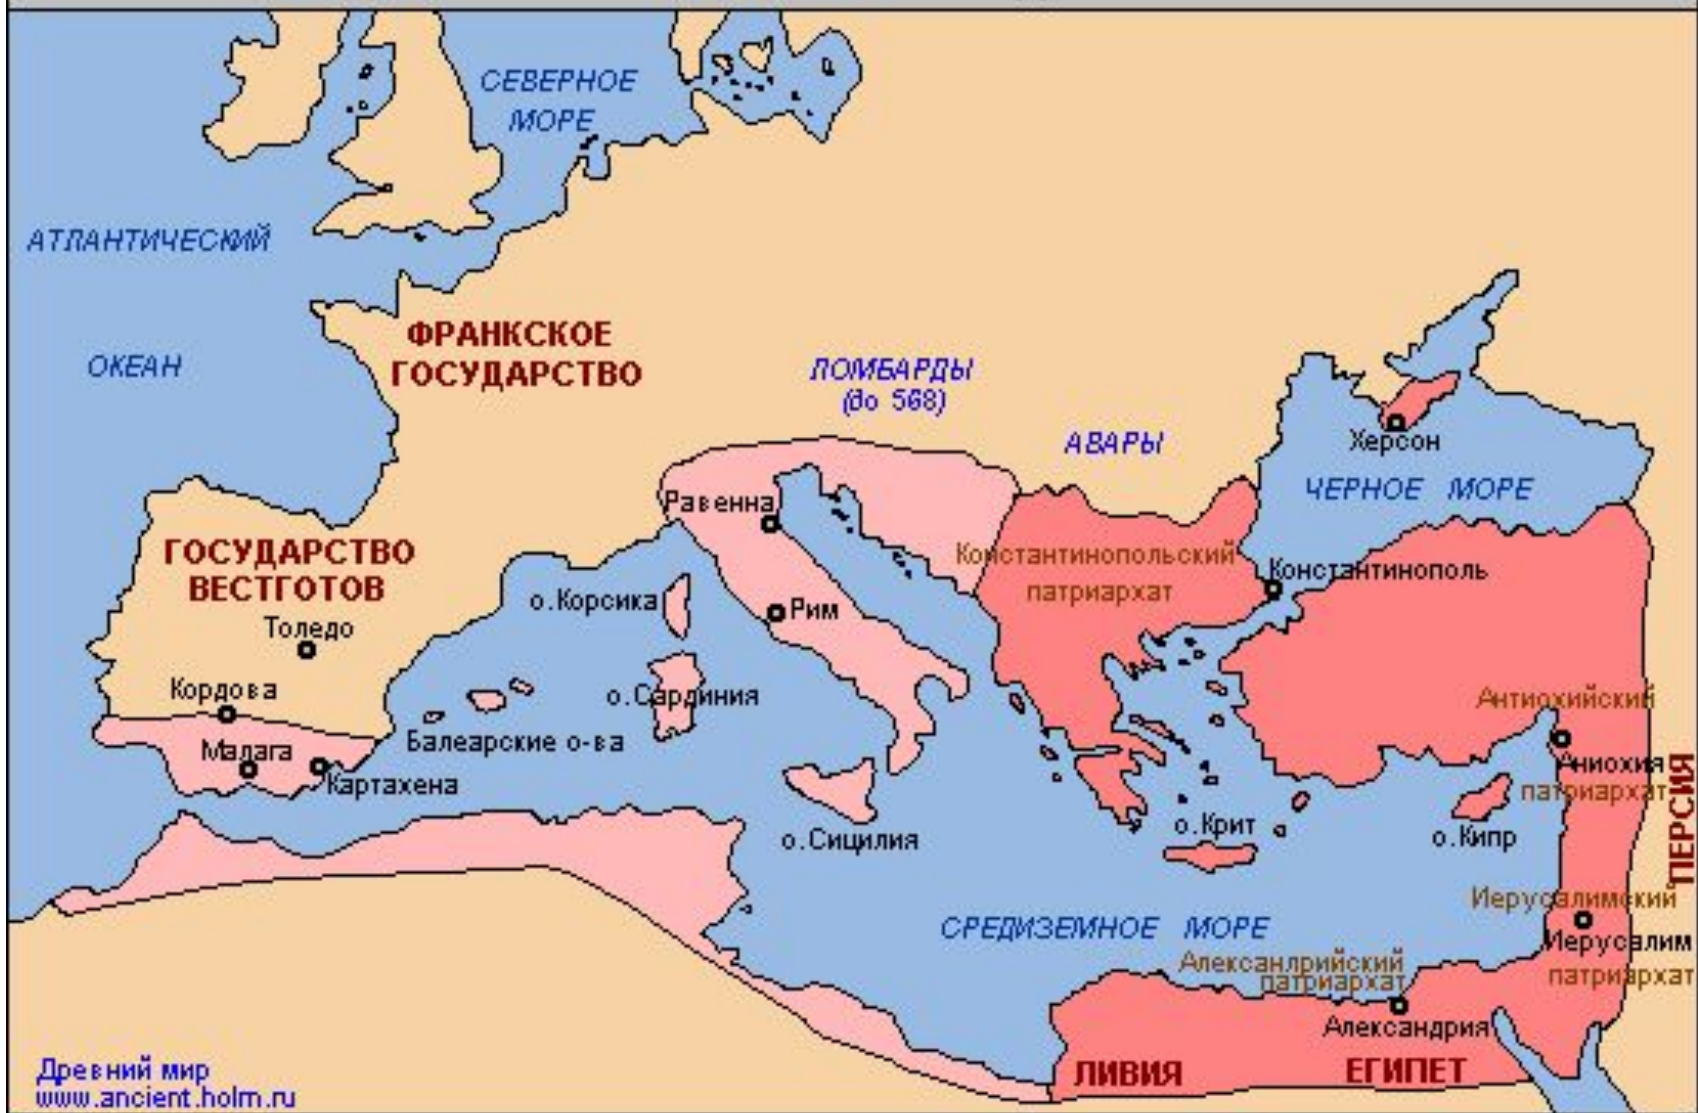 СЕВЕРНОЕ
МОРЕ
АТЛАНТИЧЕСКИЙ
ОКЕАН
ФРАНКСКОЕ
ГОСУДАРСТВО
ЛОМБАРДЫ
(до 568)
АВАРЫ
Херсон
ЧЕРНОЕ МОРЕ
Равенна
ГОСУДАРСТВО
ВЕСТГОТОВ
Константинопольский
патриархат
Константинополь
о.Корсика
Рим
Толедо
Кордова
о.Сардиния
Антиохийский
Балеарские о-ва
Малага
Картахена
Аниохия
патриархат
ПЕРСИЯ
о.Сицилия
о.Крит
о.Кипр
Иерусалимский
СРЕДИЗЕМНОЕ МОРЕ
Иерусалим
патриархат
Алексанлрийский
патриархат
Александрия
ЛИВИЯ
ЕГИПЕТ
Древний мир
www.ancient.holm.ru